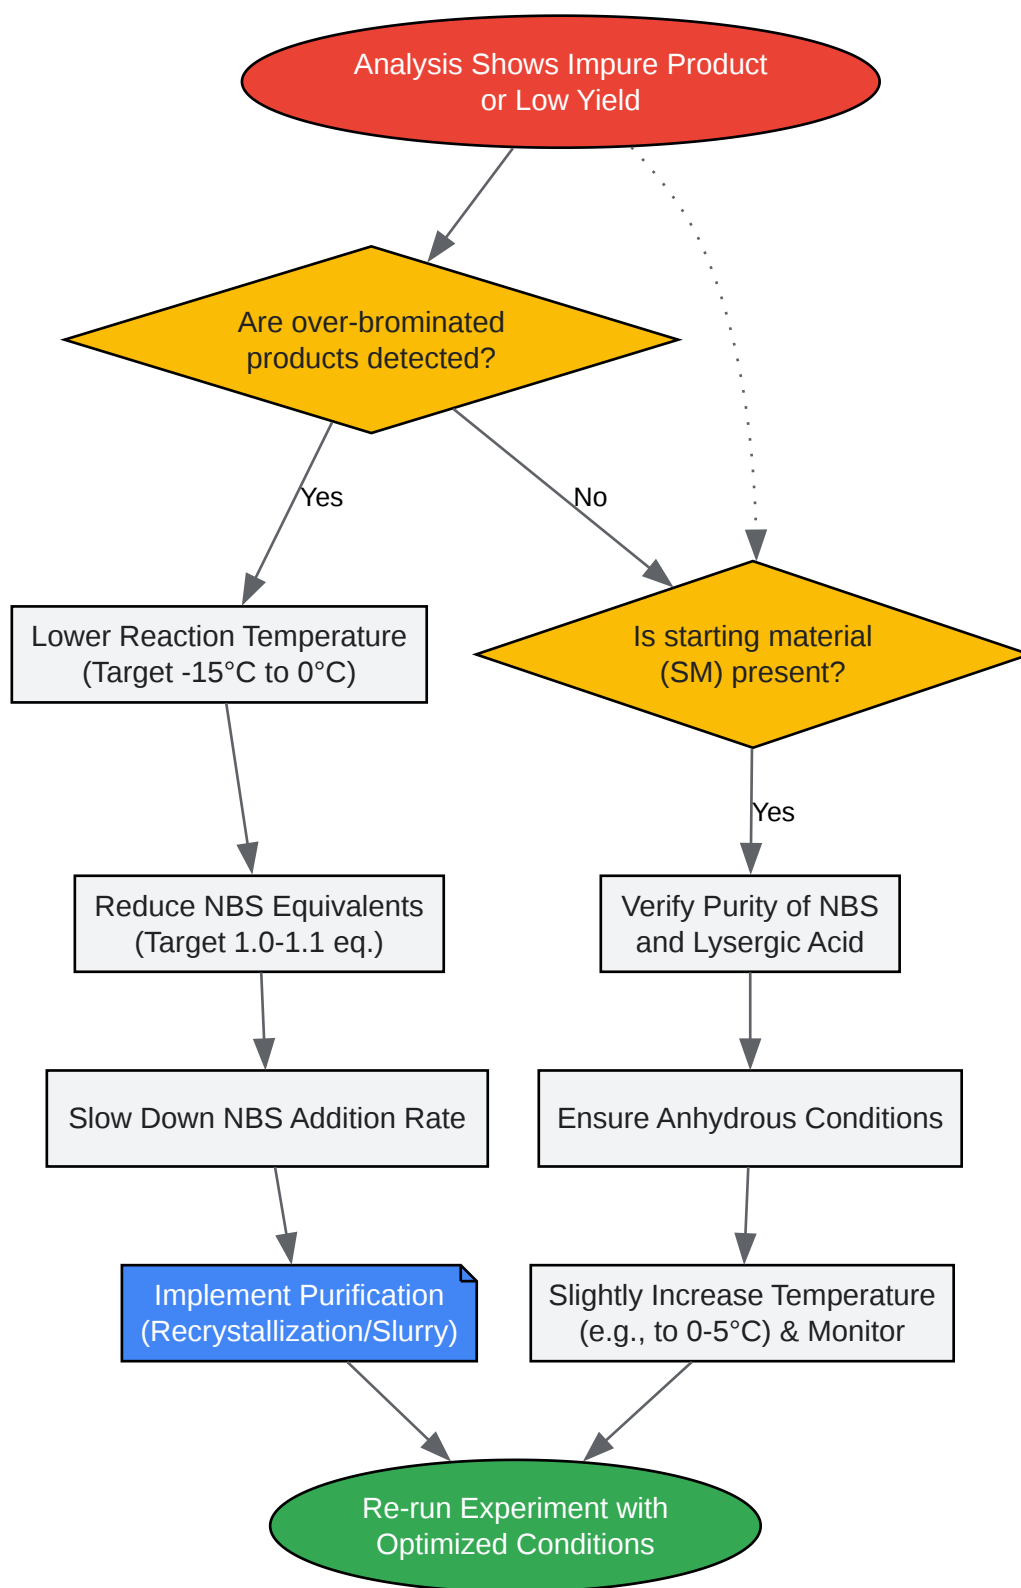 Analysis Shows Impure Product
or Low Yield
Are over-brominated
products detected?
Yes
No
Lower Reaction Temperature
(Target -15°C to 0°C)
Is starting material
(SM) present?
Yes
Reduce NBS Equivalents
(Target 1.0-1.1 eq.)
Verify Purity of NBS
and Lysergic Acid
Slow Down NBS Addition Rate
Ensure Anhydrous Conditions
Implement Purification
(Recrystallization/Slurry)
Slightly Increase Temperature
(e.g., to 0-5°C) & Monitor
Re-run Experiment with
Optimized Conditions